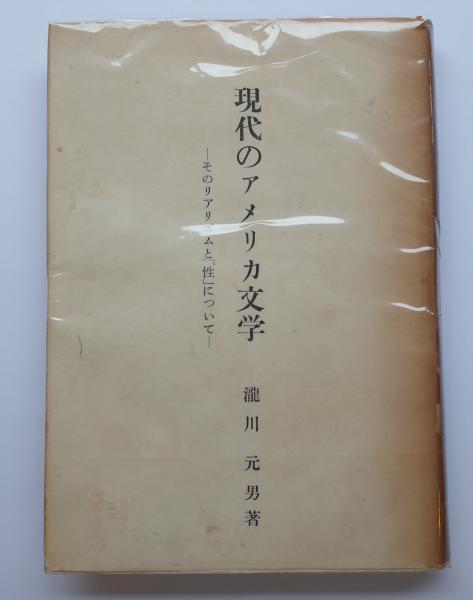 現代のアメリカ文学
―そのリアリズムと「性」について―
瀧川元男著